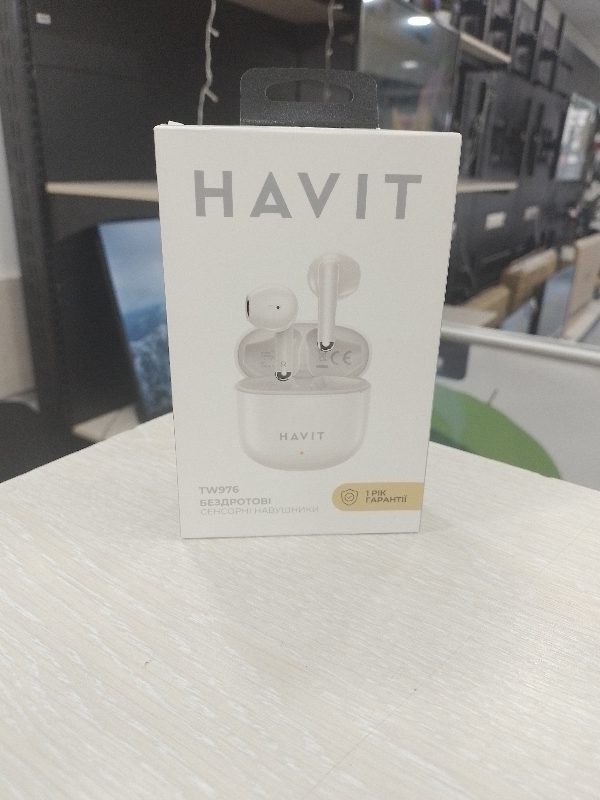 HAVIT
HAVIT
TW976
БЕЗДРОТОВІ
СЕНСОРНІ НАВУШНИКИ
1 РІК
ГАРАНТІЇ